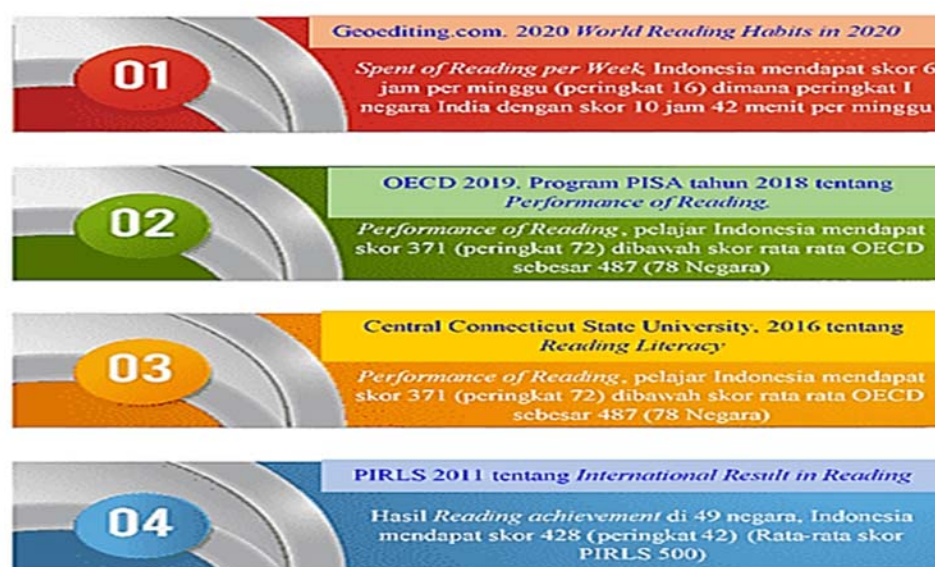 01
Geoediting.com. 2020 World Reading Habits in 2020
Spent of Reading per Week, Indonesia mendapat skor 6
jam per minggu (peringkat 16) dimana peringkat I
negara India dengan skor 10 jam 42 menit per minggu
02
OECD 2019. Program PISA tahun 2018 tentang
Performance of Reading.
Performance of Reading, pelajar Indonesia mendapat
skor 371 (peringkat 72) dibawah skor rata rata OECD
sebesar 487 (78 Negara)
03
Central Connecticut State University. 2016 tentang
Reading Literacy
Performance of Reading, pelajar Indonesia mendapat
skor 371 (peringkat 72) dibawah skor rata rata OECD
sebesar 487 (78 Negara)
04
PIRLS 2011 tentang International Result in Reading
Hasil Reading achievement di 49 negara, Indonesia
mendapat skor 428 (peringkat 42) (Rata-rata skor
PIRLS 500)